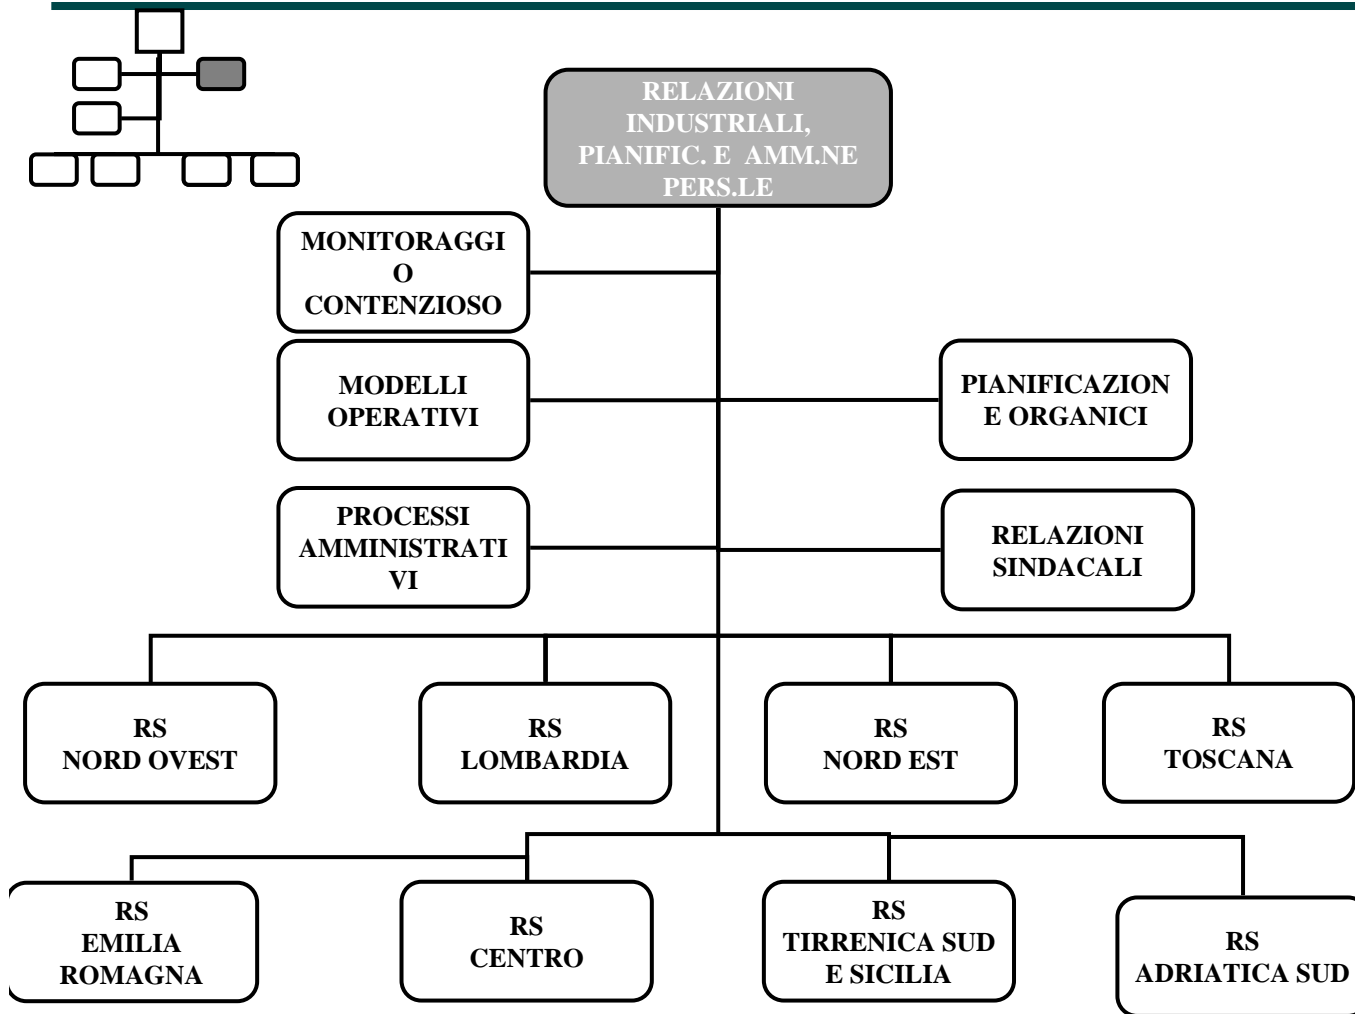 RELAZIONI
INDUSTRIALI,
PIANIFIC. E AMM.NE
PERS.LE
MONITORAGGI
O
CONTENZIOSO
MODELLI
OPERATIVI
PIANIFICAZION
E ORGANICI
PROCESSI
AMMINISTRATI
VI
RELAZIONI
SINDACALI
RS
NORD OVEST
RS
LOMBARDIA
RS
NORD EST
RS
TOSCANA
RS
EMILIA
ROMAGNA
RS
CENTRO
RS
TIRRENICA SUD
E SICILIA
RS
ADRIATICA SUD